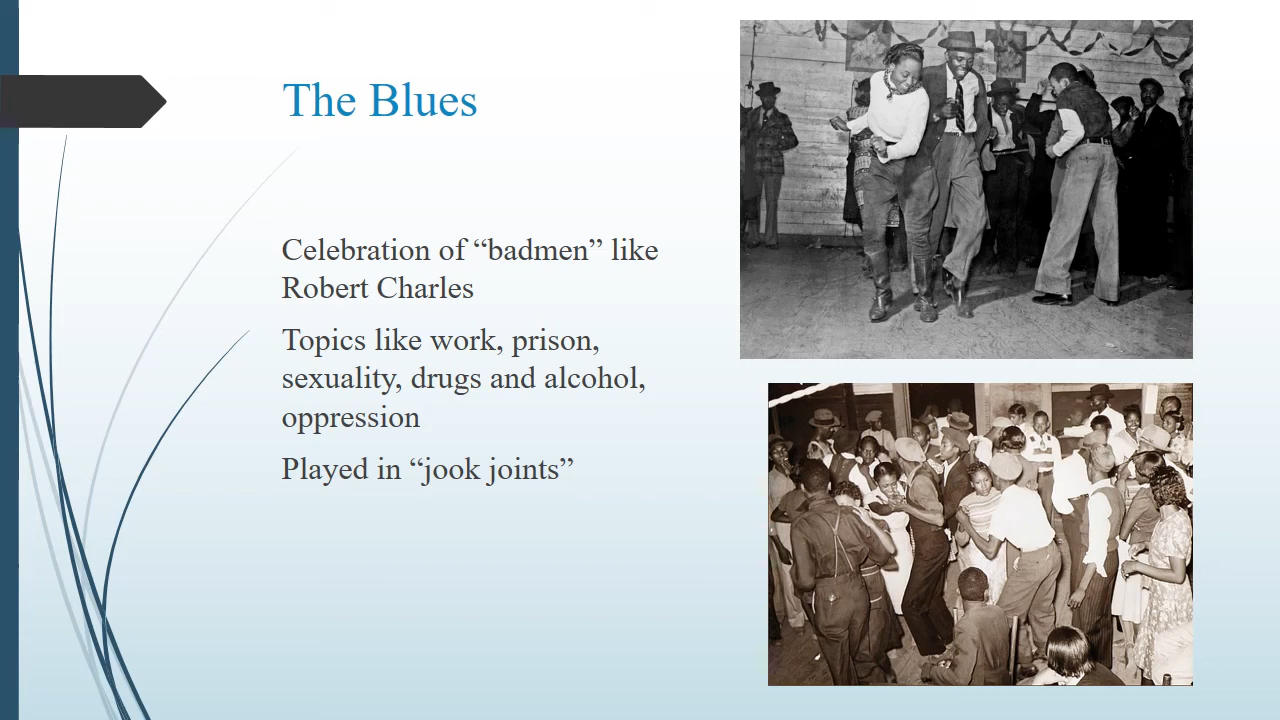 The Blues
Celebration of “badmen” like
Robert Charles
Topics like work, prison,
sexuality, drugs and alcohol,
oppression
Played in “jook joints”